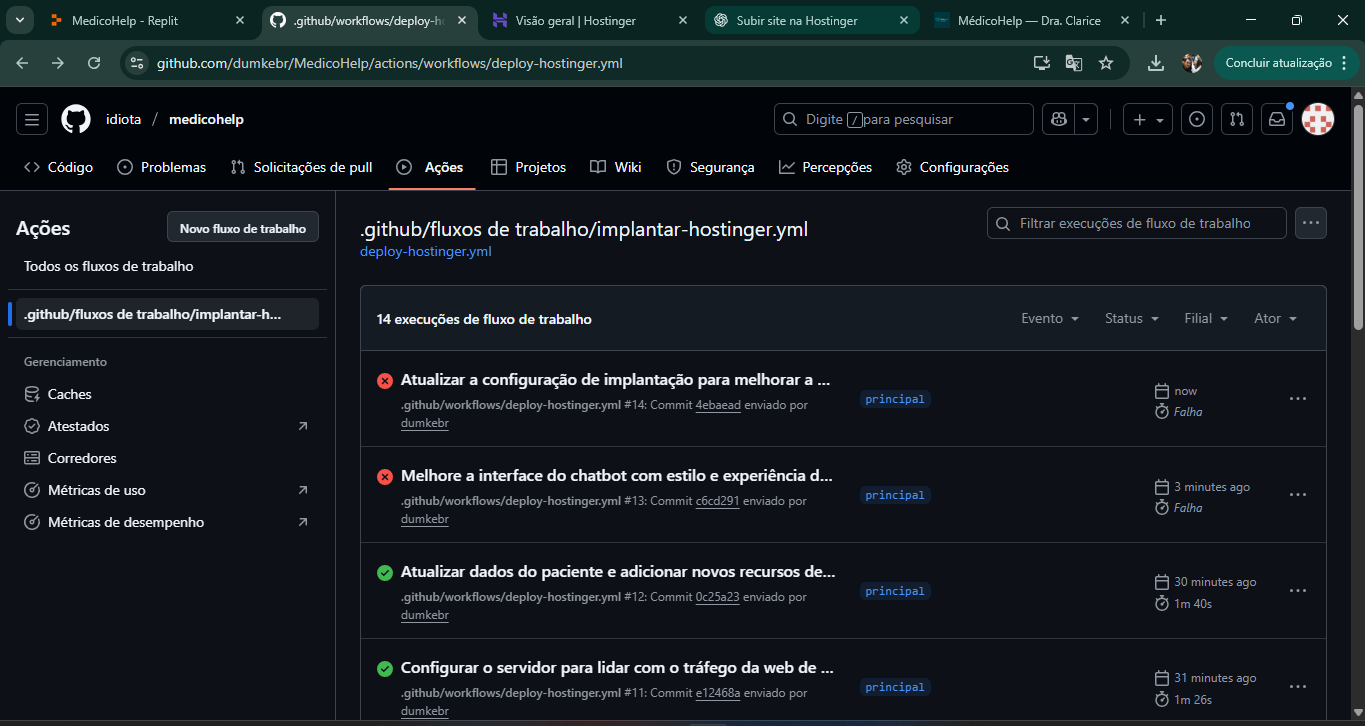 MedicoHelp - Replit
.github/workflows/deploy-ho
Visão geral | Hostinger
Subir site na Hostinger
MédicoHelp — Dra. Clarice
github.com/dumkebr/MedicoHelp/actions/workflows/deploy-hostinger.yml
Concluir atualização
idiota / medicohelp
Digite / para pesquisar
Código
Problemas
Solicitações de pull
Ações
Projetos
Wiki
Segurança
Percepções
Configurações
Ações
Novo fluxo de trabalho
Todos os fluxos de trabalho
.github/fluxos de trabalho/implantar-h...
Gerenciamento
Caches
Atestados
Corredores
Métricas de uso
Métricas de desempenho
.github/fluxos de trabalho/implantar-hostinger.yml
deploy-hostinger.yml
Filtrar execuções de fluxo de trabalho
14 execuções de fluxo de trabalho
Evento
Status
Filial
Ator
Atualizar a configuração de implantação para melhorar a ...
.github/workflows/deploy-hostinger.yml #14: Commit 4ebaead enviado por
dumkebr
principal
now
Falha
Melhore a interface do chatbot com estilo e experiência d...
.github/workflows/deploy-hostinger.yml #13: Commit c6cd291 enviado por
dumkebr
principal
3 minutes ago
Falha
Atualizar dados do paciente e adicionar novos recursos de...
.github/workflows/deploy-hostinger.yml #12: Commit 0c25a23 enviado por
dumkebr
principal
30 minutes ago
1m 40s
Configurar o servidor para lidar com o tráfego da web de ...
.github/workflows/deploy-hostinger.yml #11: Commit e12468a enviado por
dumkebr
principal
31 minutes ago
1m 26s